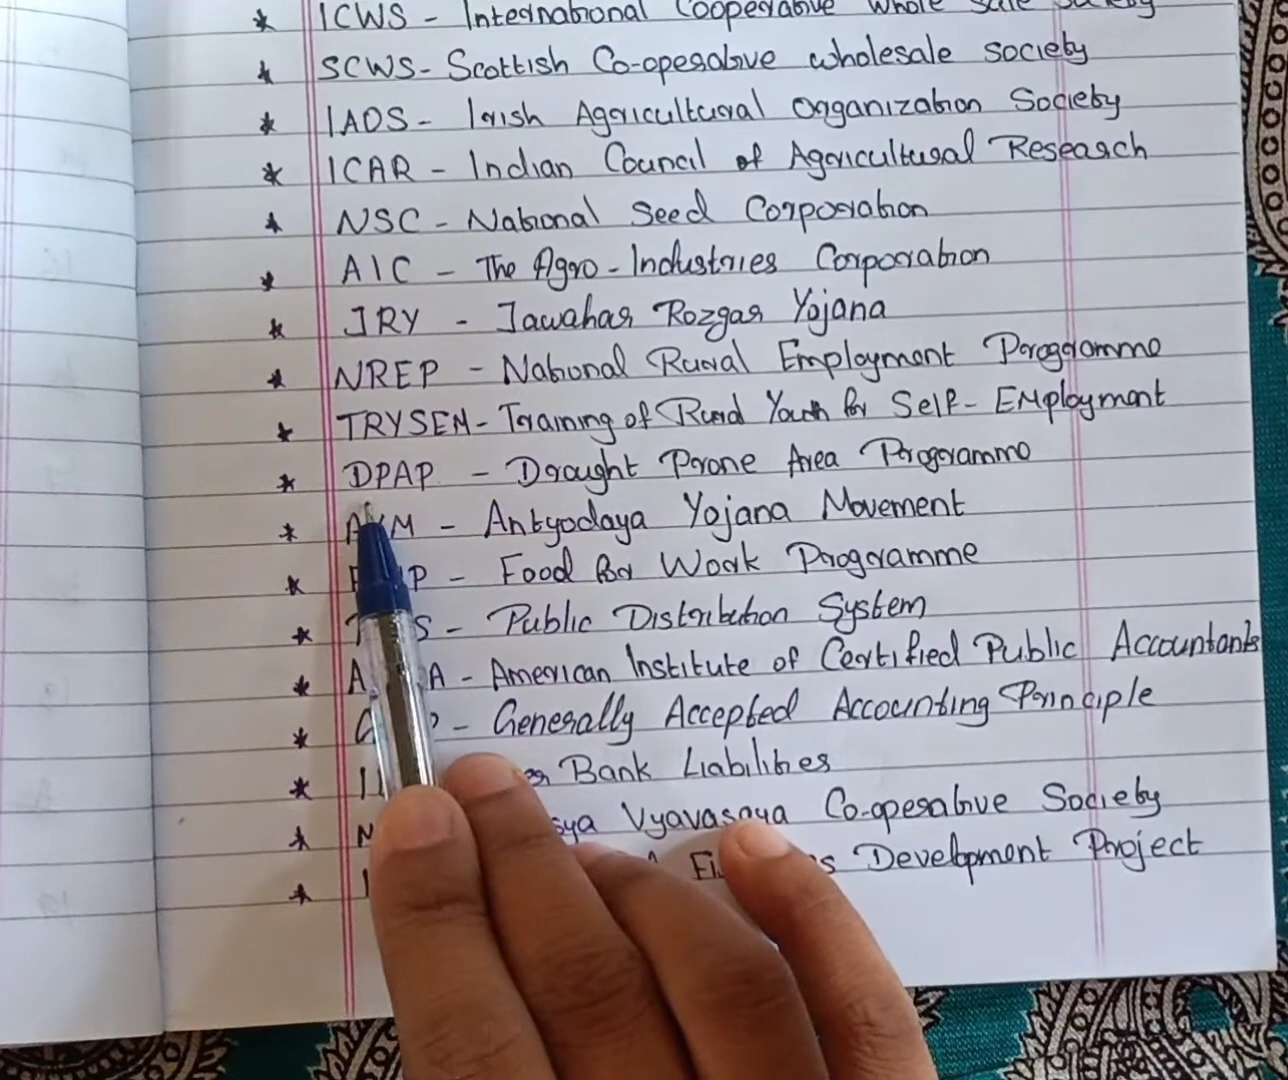 * ICWS - International Cooperative Whole Sale Society
* SCWS - Scottish Co-operative wholesale society
* IAOS - Irish Agricultural Organization Society
* ICAR - Indian Council of Agricultural Research
* NSC - National Seed Corporation
* AIC - The Agro-Industries Corporation
* JRY - Jawahar Rozgar Yojana
* NREP - National Rural Employment Programme
* TRYSEM - Training of Rural Youth for Self-Employment
* DPAP - Drought Prone Area Programme
* - Antyodaya Yojana Movement
* - Food for Work Programme
* - Public Distribution System
* - American Institute of Certified Public Accountants
* - Generally Accepted Accounting Principle
* Bank Liabilities
* Vyavasaya Co-operative Society
* Development Project